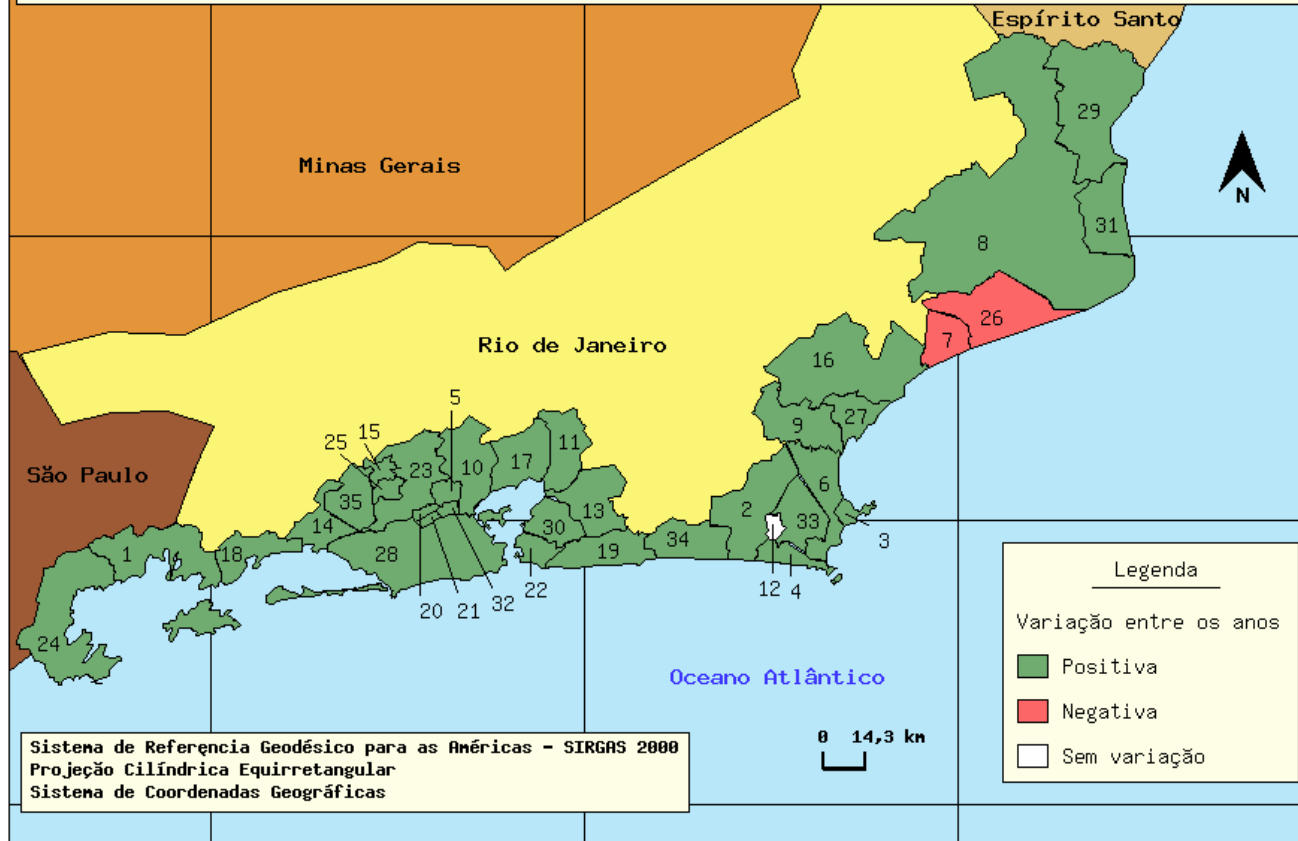 Espírito Santo
29
Minas Gerais
N
31
8
26
7
Rio de Janeiro
16
5
27
15
9
25
11
23
10
17
São Paulo
6
35
2
13
14
30
33
1
18
28
19
34
3
12
4
22
32
20
21
24
Legenda
Variação entre os anos
Positiva
Negativa
Sem variação
Oceano Atlântico
0 14,3 km
Sistema de Referençia Geodésico para as Américas - SIRGAS 2000
Projeção Cilíndrica Equirretangular
Sistema de Coordenadas Geográficas